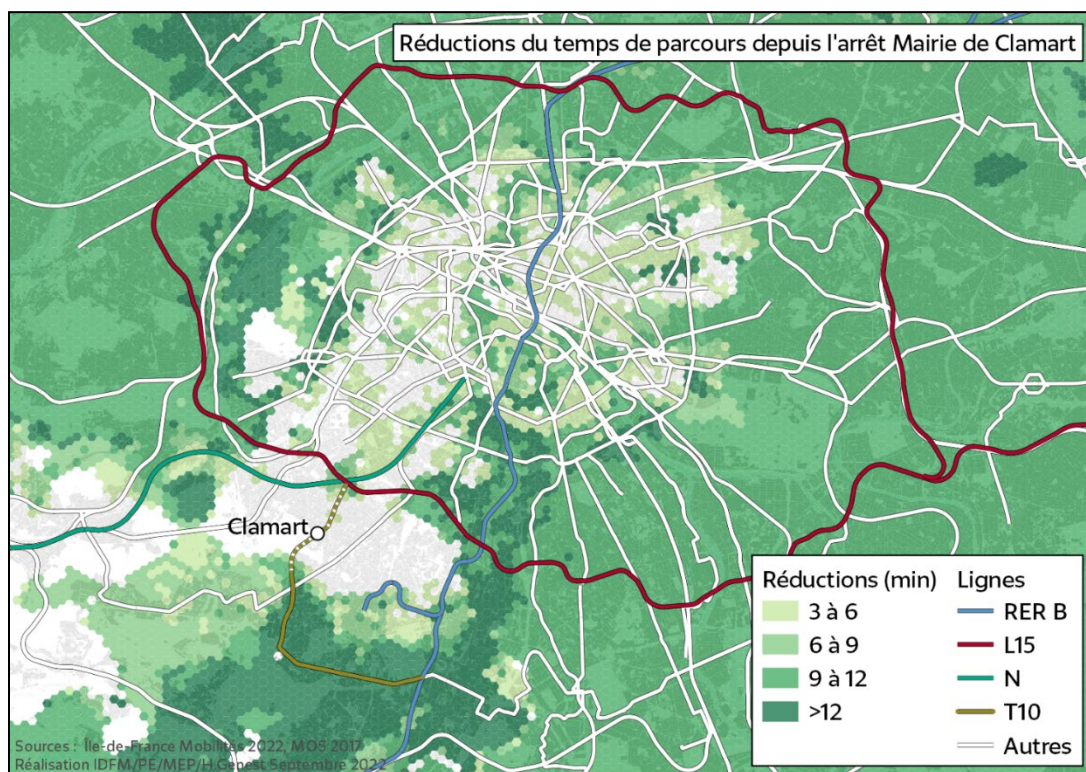 Réductions du temps de parcours depuis l'arrêt Mairie de Clamart
Clamart
Réductions (min)
3 à 6
6 à 9
9 à 12
>12
Lignes
RER B
L15
N
T10
Autres
Sources : Île-de-France Mobilités 2022, MOS 2017
Réalisation IDFM/PE/MEP/H.Genest Septembre 2022